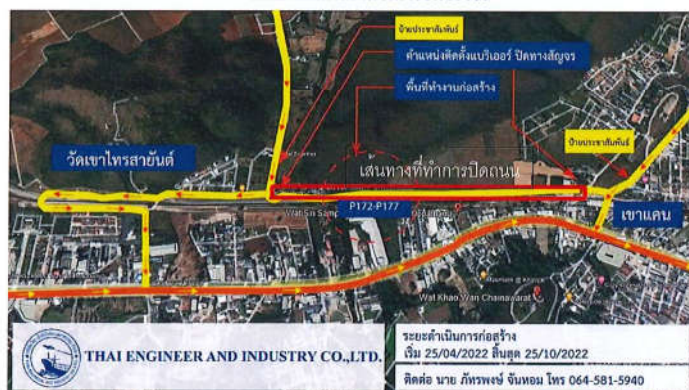 ป้ายประชาสัมพันธ์
ตำแหน่งติดตั้งแบริเออร์ ปิดทางสัญจร
พื้นที่ทำงานก่อสร้าง
ป้ายประชาสัมพันธ์
วัดเขาไทรสายันต์
เส้นทางที่ทำการปิดถนน
P172-P177
เขาแคน
Wat Khao Wan Chainawarat
THAI ENGINEER AND INDUSTRY CO.,LTD.
ระยะดำเนินการก่อสร้าง
เริ่ม 25/04/2022 สิ้นสุด 25/10/2022
ติดต่อ นาย ภัทรพงษ์ จันหอม โทร 064-581-5940